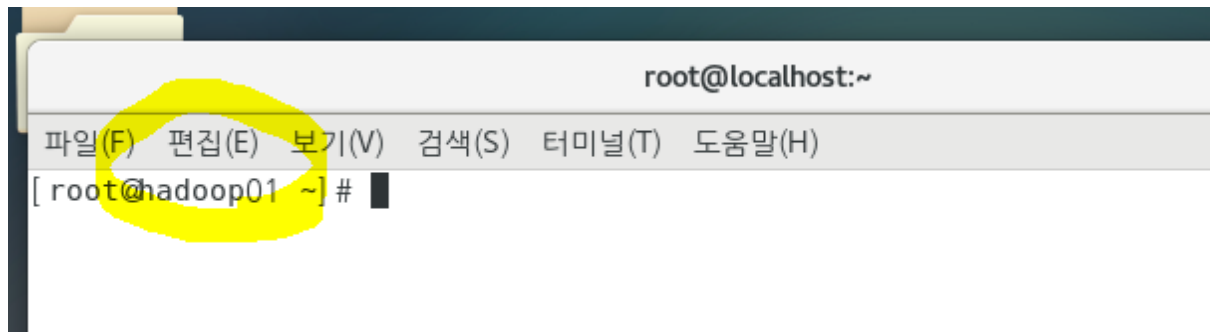 root@localhost:~
파일(F) 편집(E) 보기(V) 검색(S) 터미널(T) 도움말(H)
[root@hadoop01 ~]#